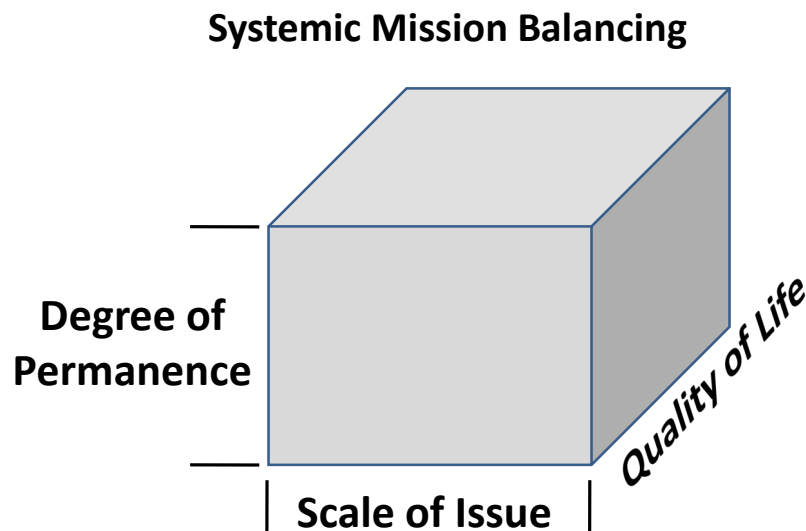 Systemic Mission Balancing
Degree of
Permanence
Quality of Life
Scale of Issue